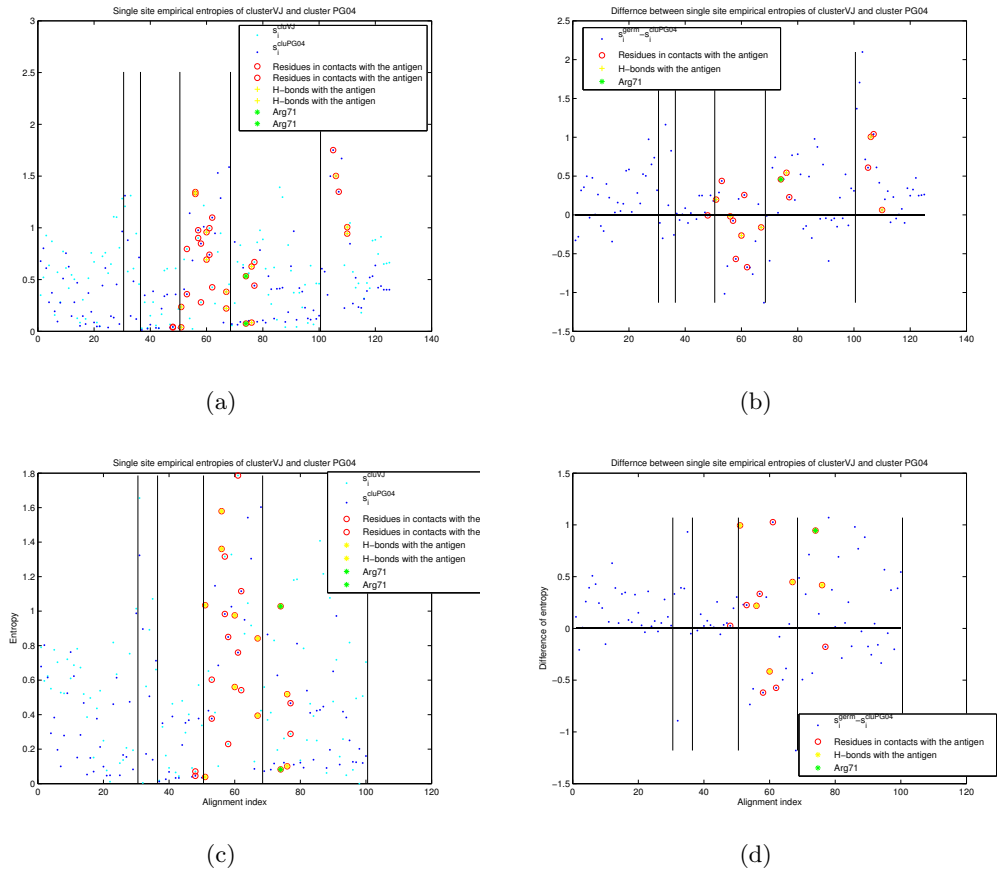 Single site empirical entropies of clusterVJ and cluster PG04
s_i^cluVJ
s_i^cluPG04
Residues in contacts with the antigen
Residues in contacts with the antigen
H-bonds with the antigen
H-bonds with the antigen
Arg71
Arg71
3
2.5
2
1.5
1
0.5
0
0 20 40 60 80 100 120 140
(a)
Differnce between single site empirical entropies of clusterVJ and cluster PG04
s_i^germ−s_i^cluPG04
Residues in contacts with the antigen
H-bonds with the antigen
Arg71
2.5
2
1.5
1
0.5
0
−0.5
−1
−1.5
0 20 40 60 80 100 120 140
(b)
Single site empirical entropies of clusterVJ and cluster PG04
s_i^cluVJ
s_i^cluPG04
Residues in contacts with the
Residues in contacts with the
H-bonds with the antigen
H-bonds with the antigen
Arg71
Arg71
Entropy
1.8
1.6
1.4
1.2
1
0.8
0.6
0.4
0.2
0
0 20 40 60 80 100 120
Alignment index
(c)
Differnce between single site empirical entropies of clusterVJ and cluster PG04
Difference of entropy
1.5
1
0.5
0
−0.5
−1
−1.5
s_i^germ−s_i^cluPG04
Residues in contacts with the antigen
H-bonds with the antigen
Arg71
0 20 40 60 80 100 120
Alignment index
(d)